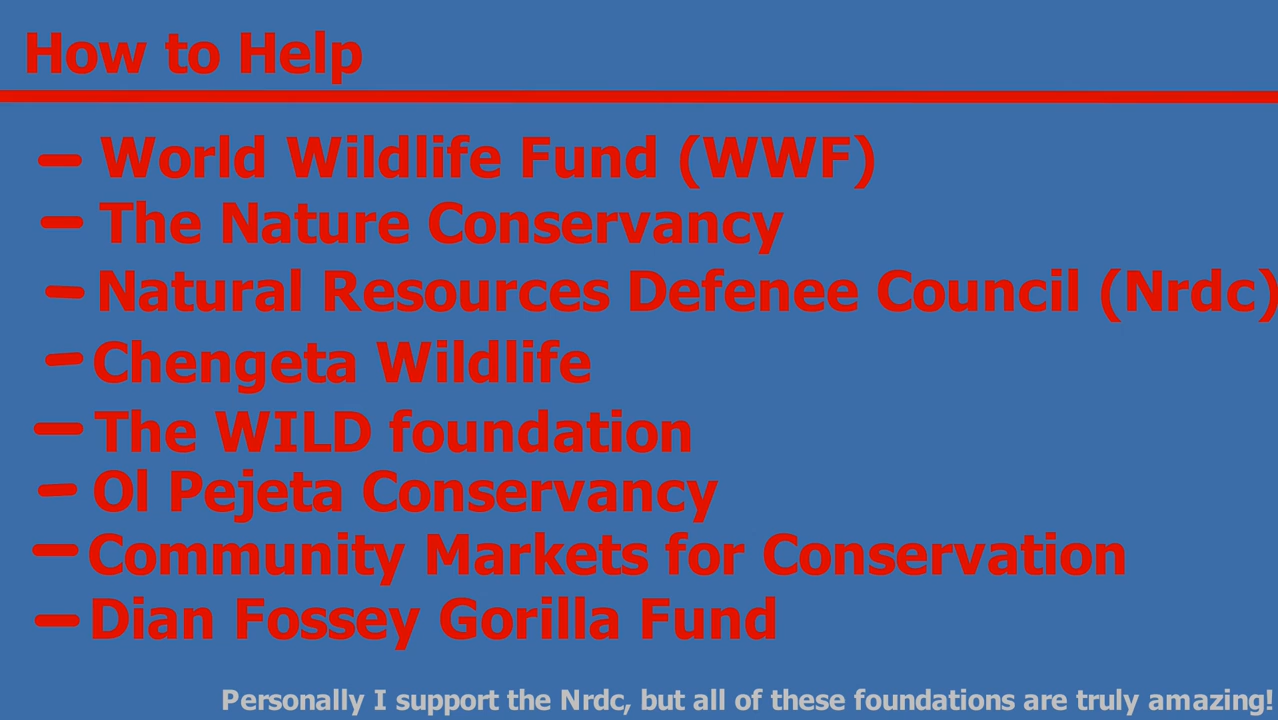 How to Help
- World Wildlife Fund (WWF)
- The Nature Conservancy
- Natural Resources Defenee Council (Nrdc)
- Chengeta Wildlife
- The WILD foundation
- Ol Pejeta Conservancy
- Community Markets for Conservation
- Dian Fossey Gorilla Fund
Personally I support the Nrdc, but all of these foundations are truly amazing!